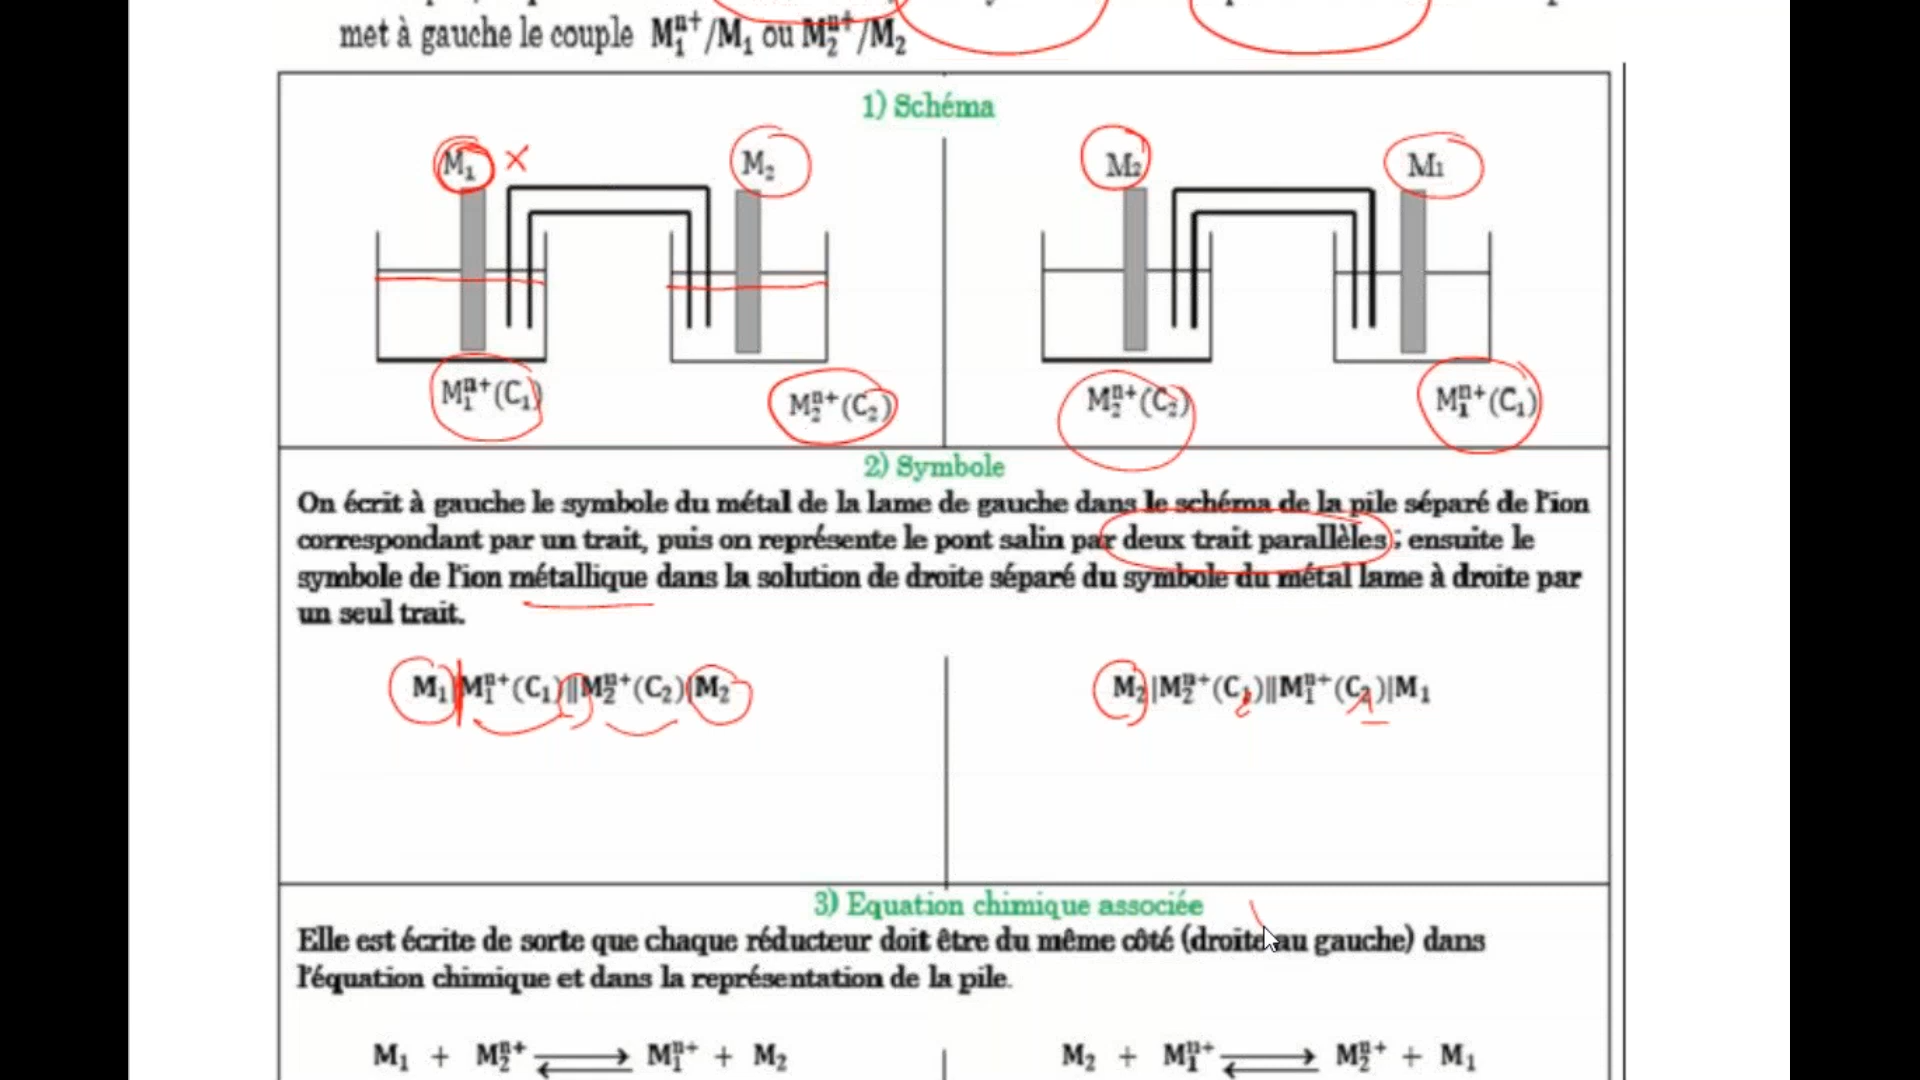 met à gauche le couple M₁ⁿ⁺/M₁ ou M₂ⁿ⁺/M₂
1) Schéma
M₁ × M₂ M₂ M₁
M₁ⁿ⁺(C₁) M₂ⁿ⁺(C₂) M₂ⁿ⁺(C₂) M₁ⁿ⁺(C₁)
2) Symbole
On écrit à gauche le symbole du métal de la lame de gauche dans le schéma de la pile séparé de l'ion
correspondant par un trait, puis on représente le pont salin par deux trait parallèles ; ensuite le
symbole de l'ion métallique dans la solution de droite séparé du symbole du métal lame à droite par
un seul trait.
M₁|M₁ⁿ⁺(C₁)||M₂ⁿ⁺(C₂)|M₂
M₂|M₂ⁿ⁺(C₂)||M₁ⁿ⁺(C₁)|M₁
3) Equation chimique associée
Elle est écrite de sorte que chaque réducteur doit être du même côté (droite au gauche) dans
l'équation chimique et dans la représentation de la pile.
M₁ + M₂ⁿ⁺ ⇌ M₁ⁿ⁺ + M₂
M₂ + M₁ⁿ⁺ ⇌ M₂ⁿ⁺ + M₁